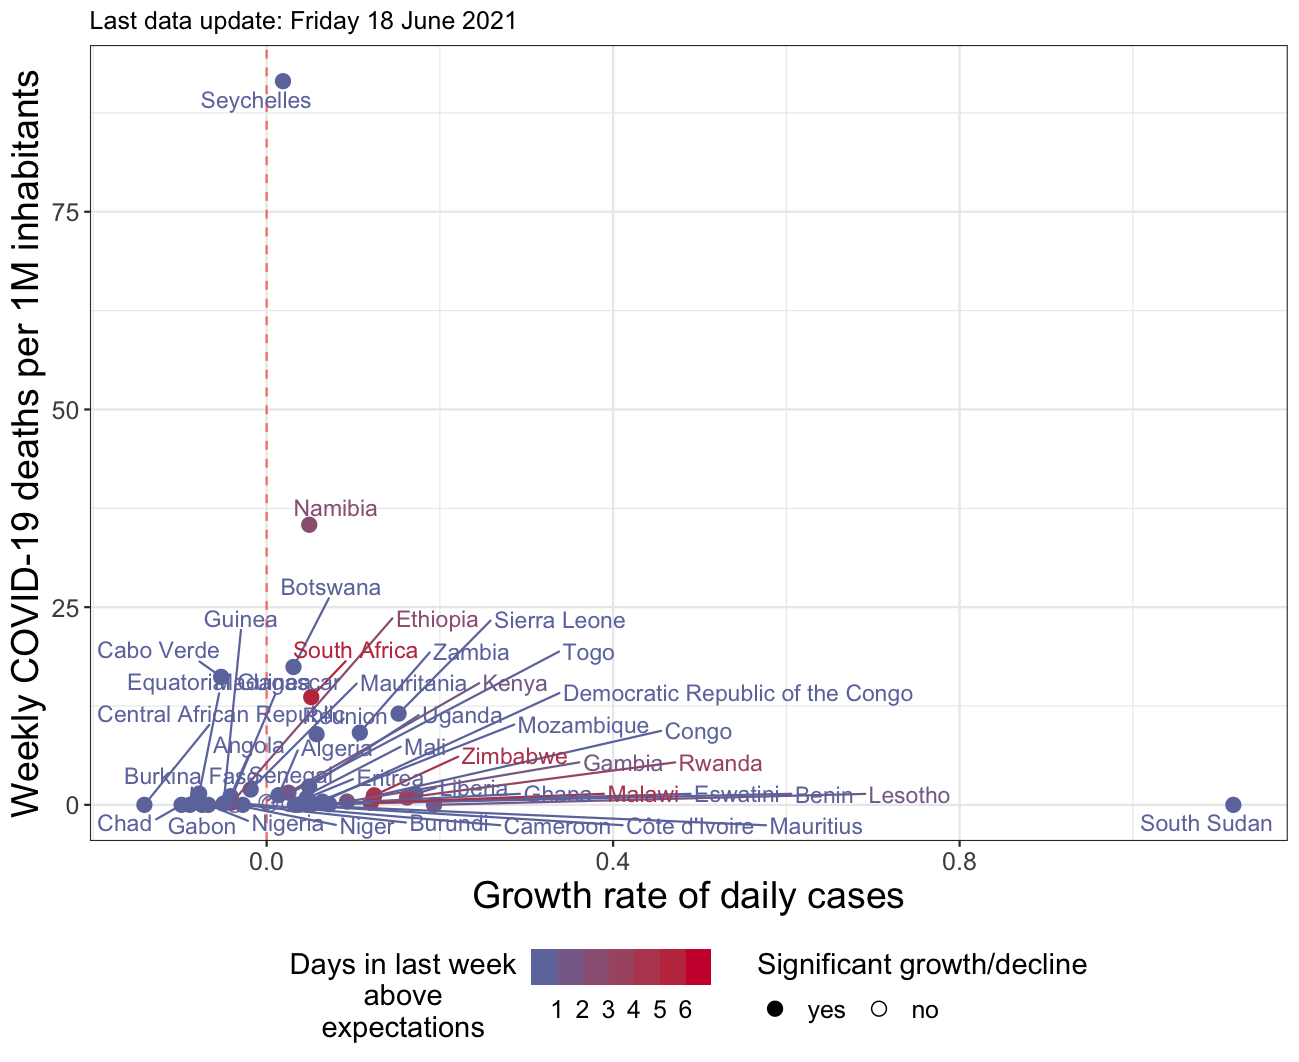 Last data update: Friday 18 June 2021
Weekly COVID-19 deaths per 1M inhabitants
75
50
25
0
Seychelles
Namibia
Botswana
Guinea
Ethiopia
Sierra Leone
Cabo Verde
South Africa
Zambia
Togo
Equatorial Guinea
Madagascar
Mauritania
Kenya
Democratic Republic of the Congo
Central African Republic
Réunion
Uganda
Mozambique
Congo
Angola
Algeria
Mali
Zimbabwe
Gambia
Rwanda
Burkina Faso
Senegal
Eritrea
Liberia
Ghana
Malawi
Eswatini
Benin
Lesotho
Chad
Gabon
Nigeria
Niger
Burundi
Cameroon
Côte d'Ivoire
Mauritius
South Sudan
0.0
0.4
0.8
Growth rate of daily cases
Days in last week
above
expectations
1 2 3 4 5 6
Significant growth/decline
yes
no